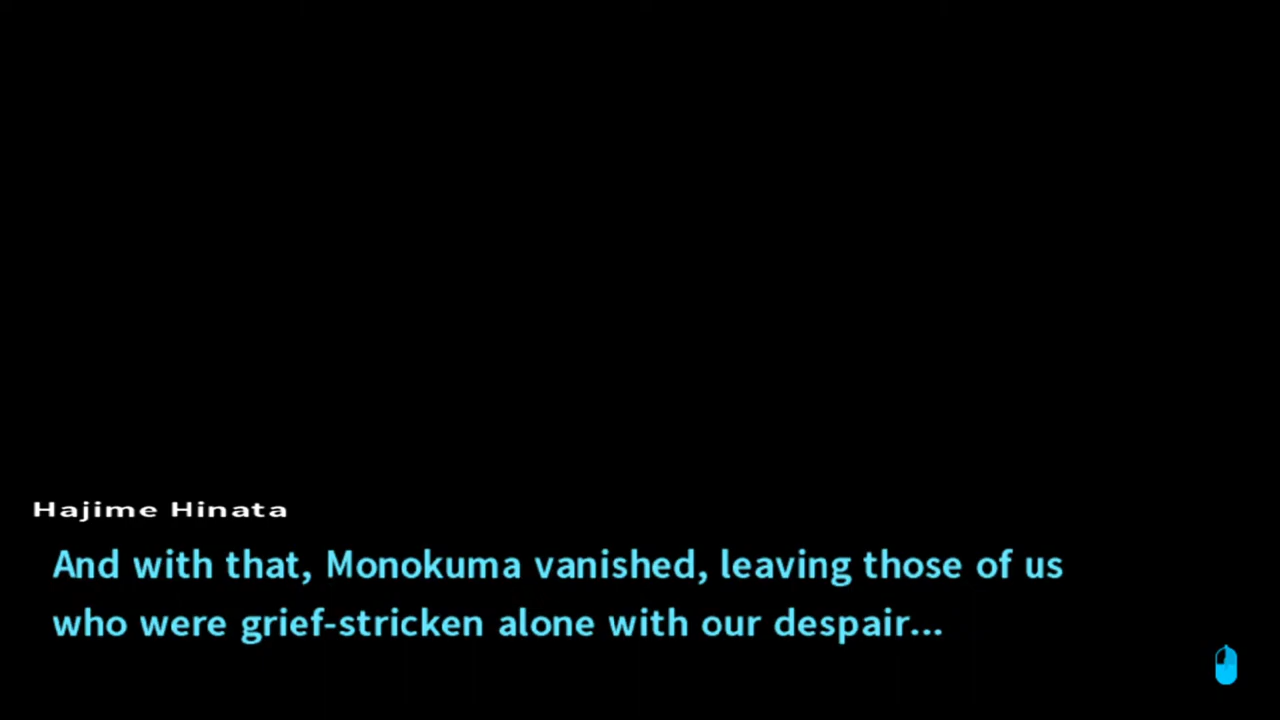 Hajime Hinata
And with that, Monokuma vanished, leaving those of us
who were grief-stricken alone with our despair...